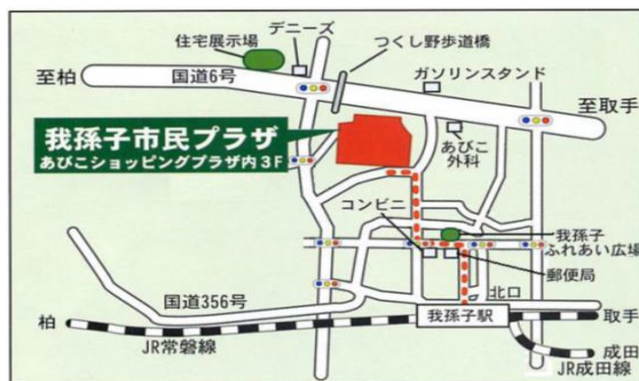 デニーズ
住宅展示場
つくし野歩道橋
至柏
国道6号
ガソリンスタンド
至取手
我孫子市民プラザ
あびこショッピングプラザ内3F
あびこ
外科
コンビニ
我孫子
ふれあい広場
郵便局
北口
国道356号
柏
我孫子駅
取手
JR常磐線
成田
JR成田線